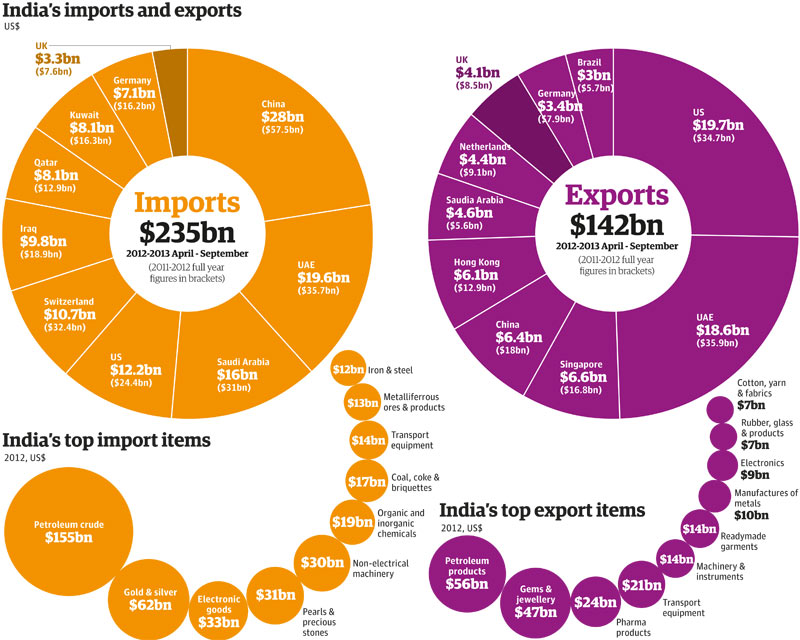 India's imports and exports
US$
UK
$3.3bn
($7.6bn)
Germany
$7.1bn
($16.2bn)
Kuwait
$8.1bn
($16.3bn)
Qatar
$8.1bn
($12.9bn)
Iraq
$9.8bn
($18.9bn)
Switzerland
$10.7bn
($32.4bn)
US
$12.2bn
($24.4bn)
Saudi Arabia
$16bn
($31bn)
UAE
$19.6bn
($35.7bn)
China
$28bn
($57.5bn)
Imports
$235bn
2012-2013 April - September
(2011-2012 full year
figures in brackets)
UK
$4.1bn
($8.5bn)
Brazil
$3bn
($5.7bn)
Germany
$3.4bn
($7.9bn)
Netherlands
$4.4bn
($9.1bn)
Saudia Arabia
$4.6bn
($5.6bn)
Hong Kong
$6.1bn
($12.9bn)
China
$6.4bn
($18bn)
Singapore
$6.6bn
($16.8bn)
UAE
$18.6bn
($35.9bn)
US
$19.7bn
($34.7bn)
Exports
$142bn
2012-2013 April - September
(2011-2012 full year
figures in brackets)
India's top import items
2012, US$
Petroleum crude
$155bn
Gold & silver
$62bn
Electronic
goods
$33bn
$31bn
Pearls &
precious
stones
$30bn
Non-electrical
machinery
$19bn
Organic and
inorganic
chemicals
$17bn
Coal, coke &
briquettes
$14bn
Transport
equipment
$13bn
Metalliferrous
ores & products
$12bn
Iron & steel
India's top export items
2012, US$
Petroleum
products
$56bn
Gems &
jewellery
$47bn
$24bn
Pharma
products
$21bn
Transport
equipment
$14bn
Machinery &
instruments
$14bn
Readymade
garments
Manufactures of
metals
$10bn
Electronics
$9bn
Rubber, glass
& products
$7bn
Cotton, yarn
& fabrics
$7bn